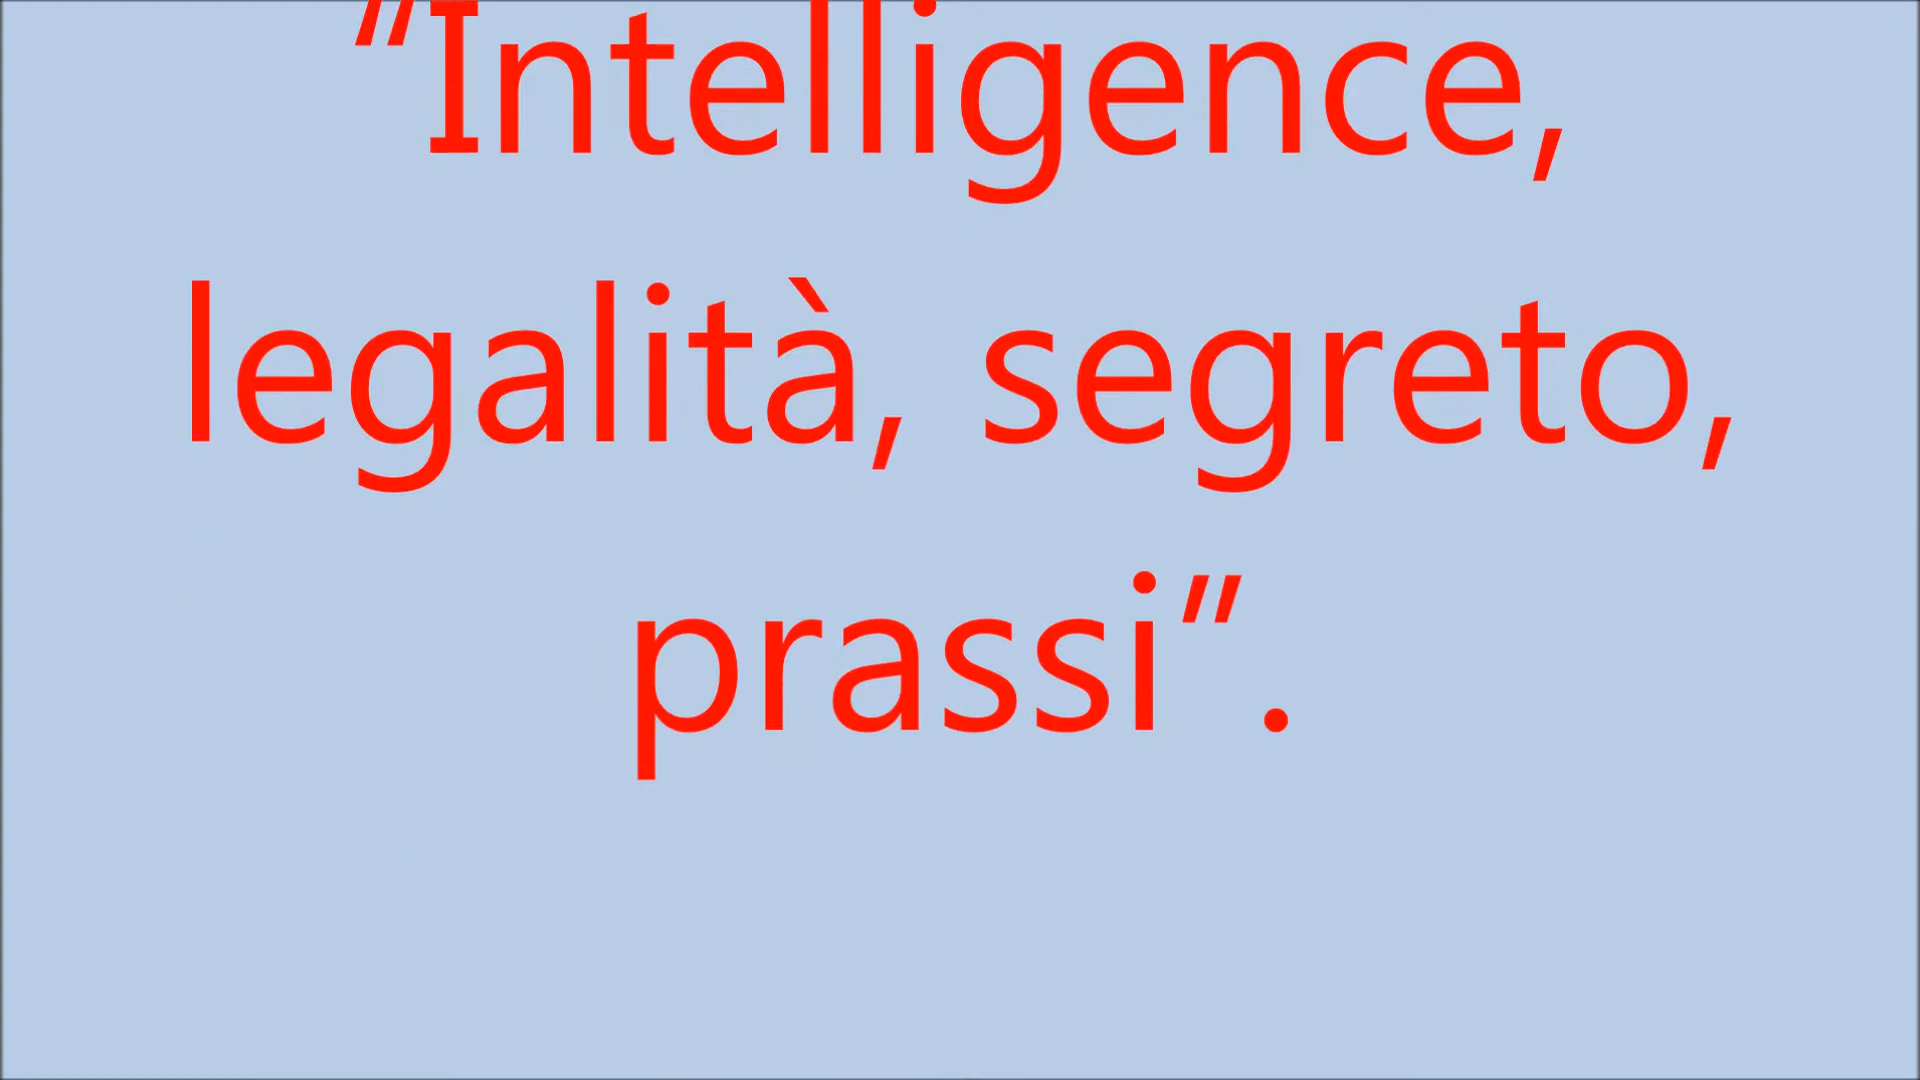 “Intelligence,
legalità, segreto,
prassi”.